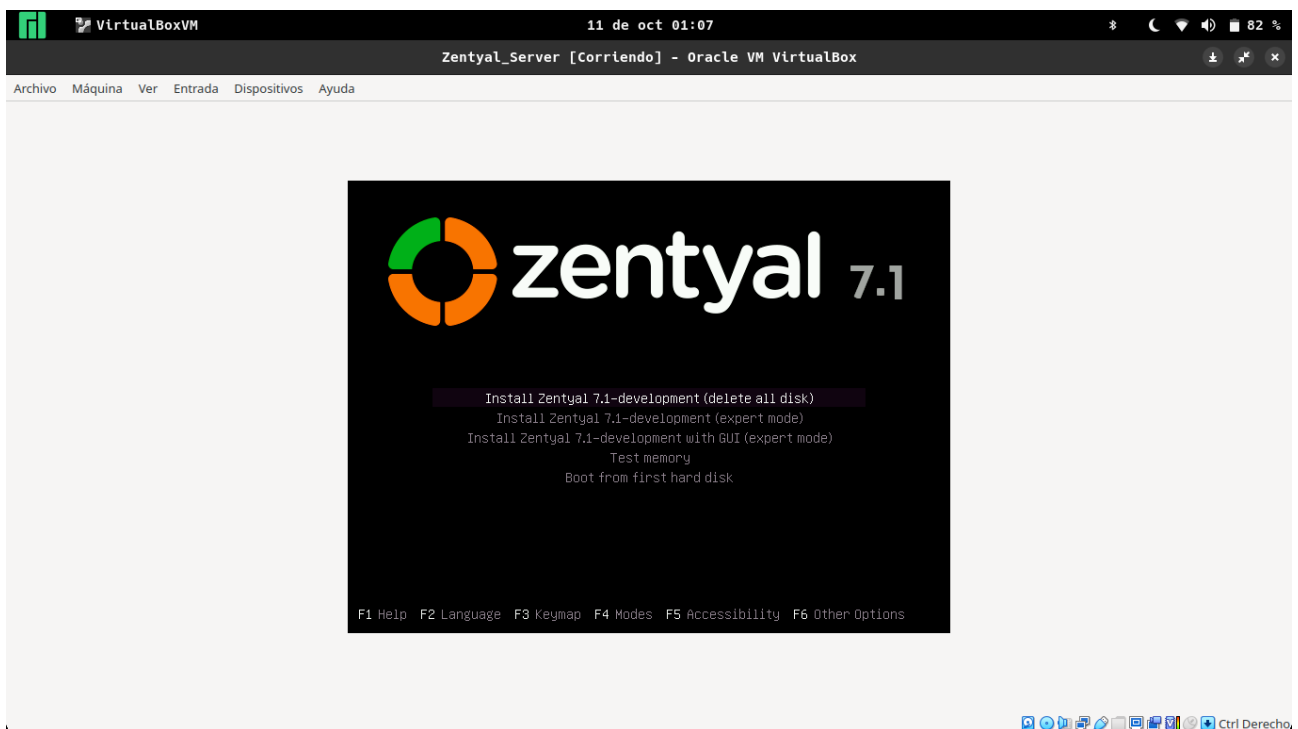 VirtualBoxVM 11 de oct 01:07 82 %
Zentyal_Server [Corriendo] - Oracle VM VirtualBox
Archivo Máquina Ver Entrada Dispositivos Ayuda
zentyal 7.1
Install Zentyal 7.1-development (delete all disk)
Install Zentyal 7.1-development (expert mode)
Install Zentyal 7.1-development with GUI (expert mode)
Test memory
Boot from first hard disk
F1 Help F2 Language F3 Keymap F4 Modes F5 Accessibility F6 Other Options
Ctrl Derecho